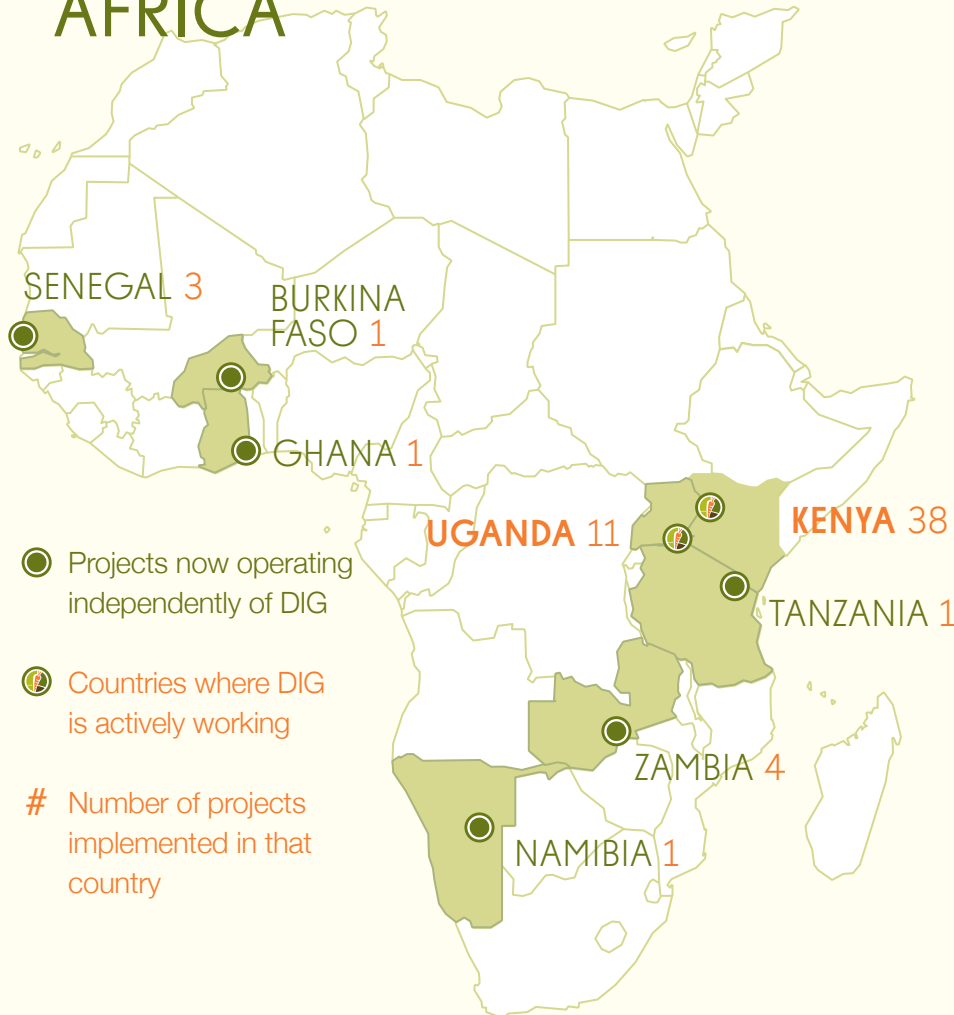 AFRICA
SENEGAL 3
BURKINA
FASO 1
GHANA 1
UGANDA 11
KENYA 38
TANZANIA 1
ZAMBIA 4
NAMIBIA 1
Projects now operating
independently of DIG
Countries where DIG
is actively working
# Number of projects
implemented in that
country